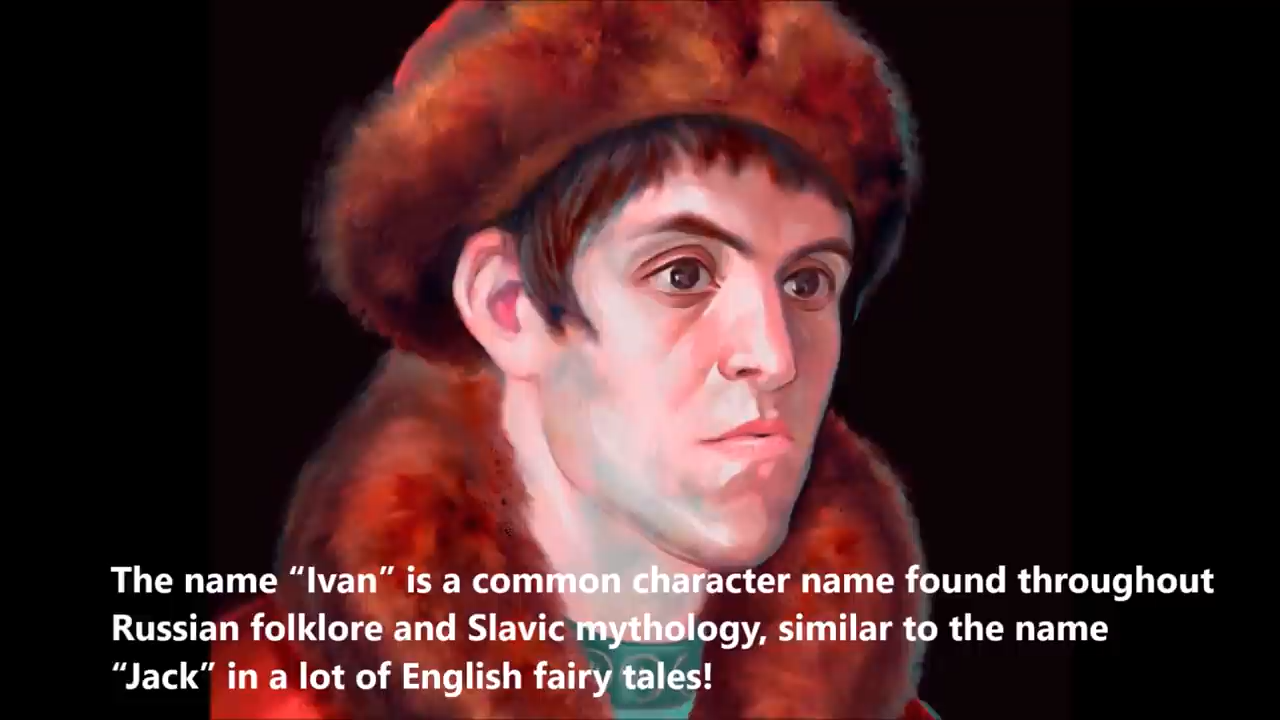 The name “Ivan” is a common character name found throughout
Russian folklore and Slavic mythology, similar to the name
“Jack” in a lot of English fairy tales!